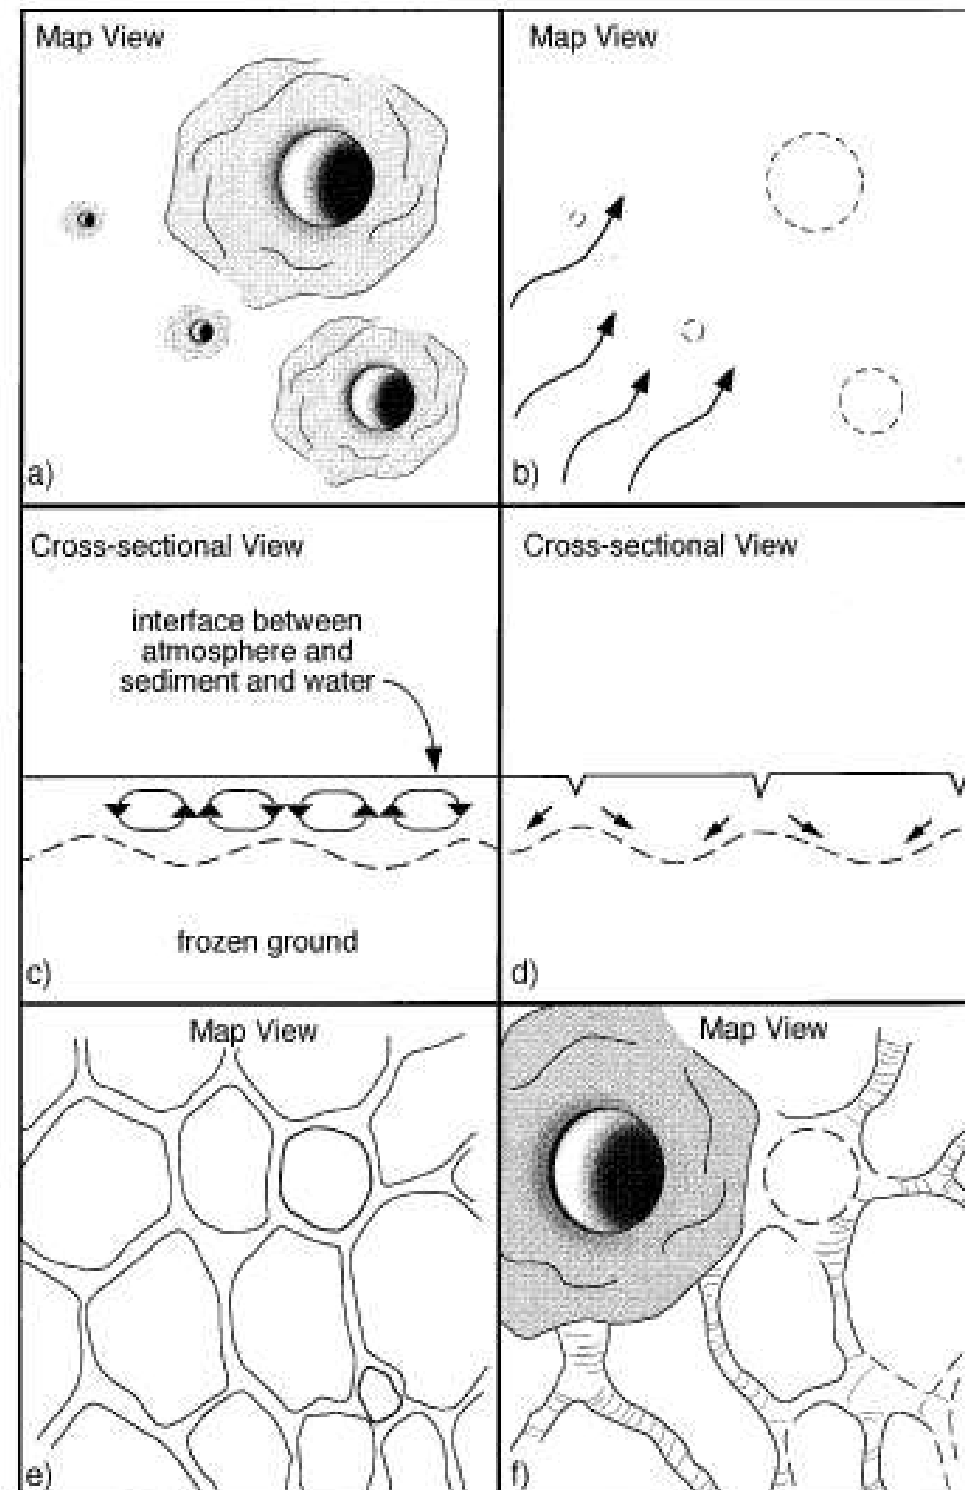 Map View
a)
Map View
b)
Cross-sectional View
interface between
atmosphere and
sediment and water
frozen ground
c)
Cross-sectional View
d)
Map View
e)
Map View
f)